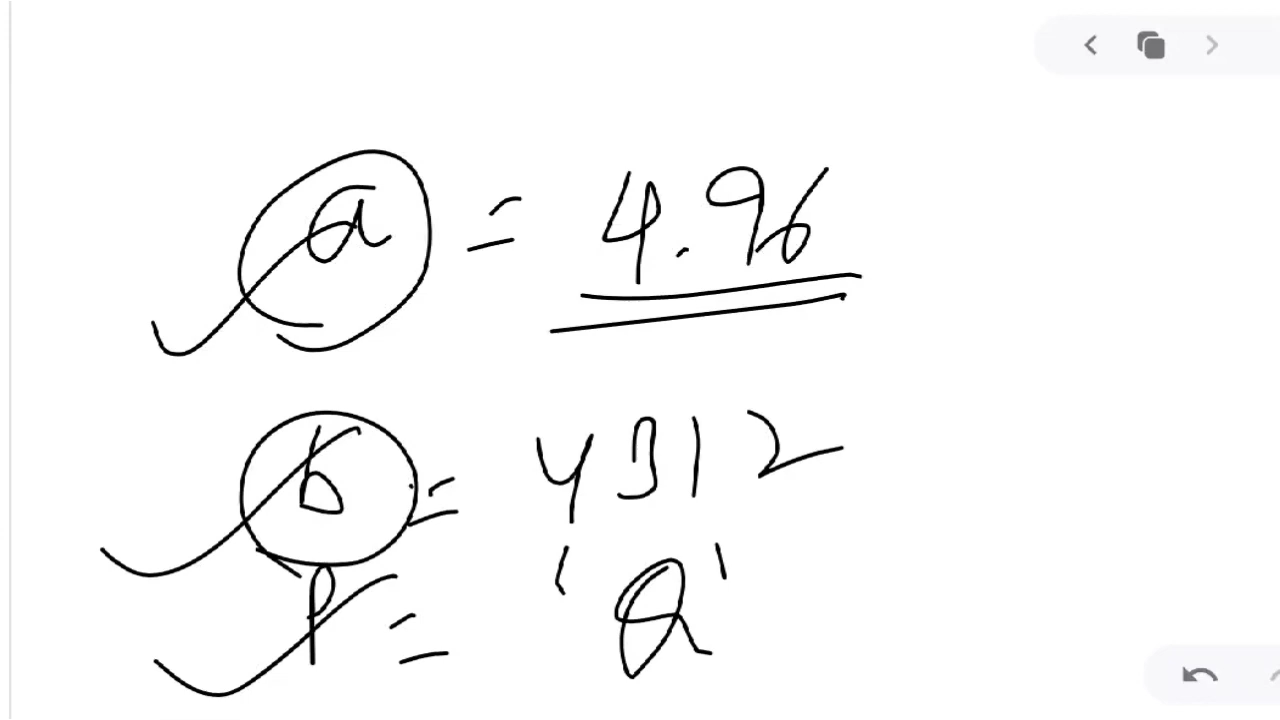 a = 4.96
b = 4312
p = 'Q'